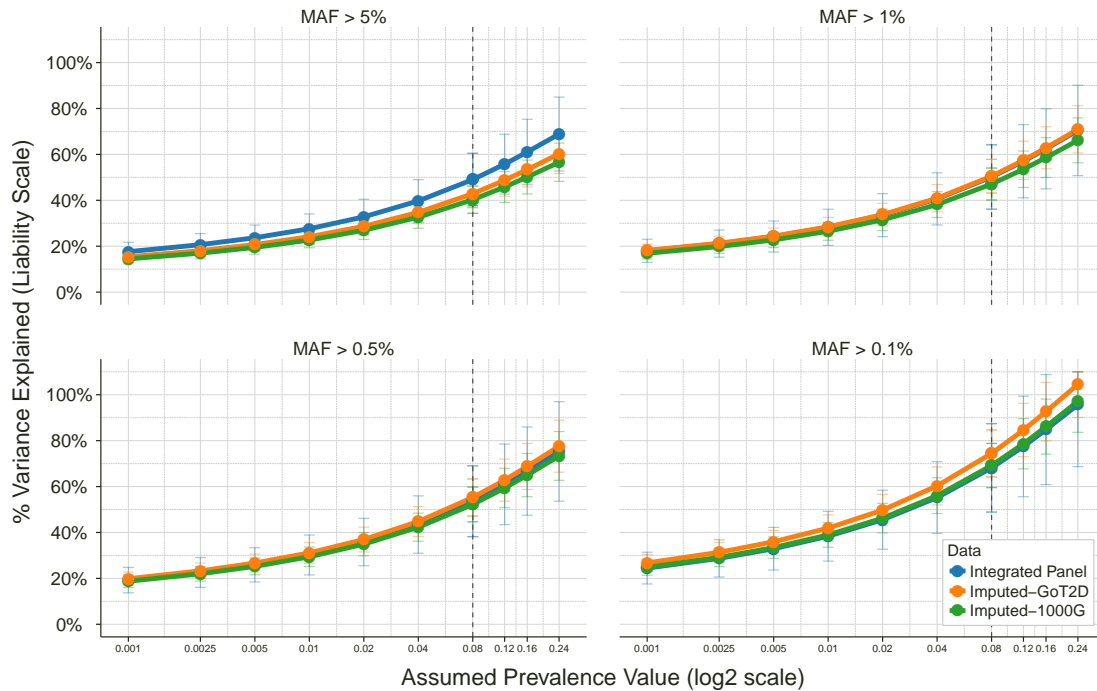 MAF > 5%
MAF > 1%
100%
80%
60%
40%
20%
0%
MAF > 0.5%
MAF > 0.1%
100%
80%
60%
40%
20%
0%
% Variance Explained (Liability Scale)
Data
Integrated Panel
Imputed–GoT2D
Imputed–1000G
0.001 0.0025 0.005 0.01 0.02 0.04 0.08 0.12 0.16 0.24
0.001 0.0025 0.005 0.01 0.02 0.04 0.08 0.12 0.16 0.24
Assumed Prevalence Value (log2 scale)